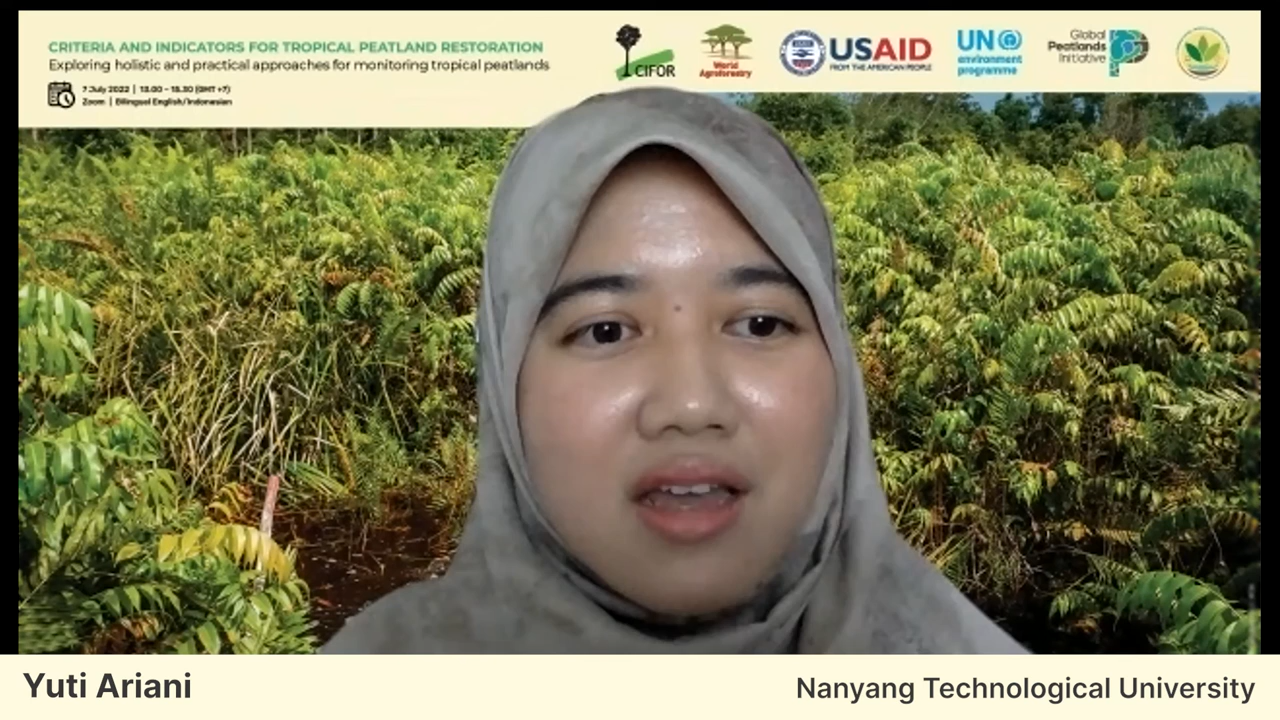 CRITERIA AND INDICATORS FOR TROPICAL PEATLAND RESTORATION
Exploring holistic and practical approaches for monitoring tropical peatlands
7 July 2022 | 13.00 - 15.30 (GMT +7)
Zoom | Bilingual English/Indonesian
CIFOR
World
Agroforestry
USAID
FROM THE AMERICAN PEOPLE
UN
environment
programme
Global
Peatlands
Initiative
Yuti Ariani
Nanyang Technological University